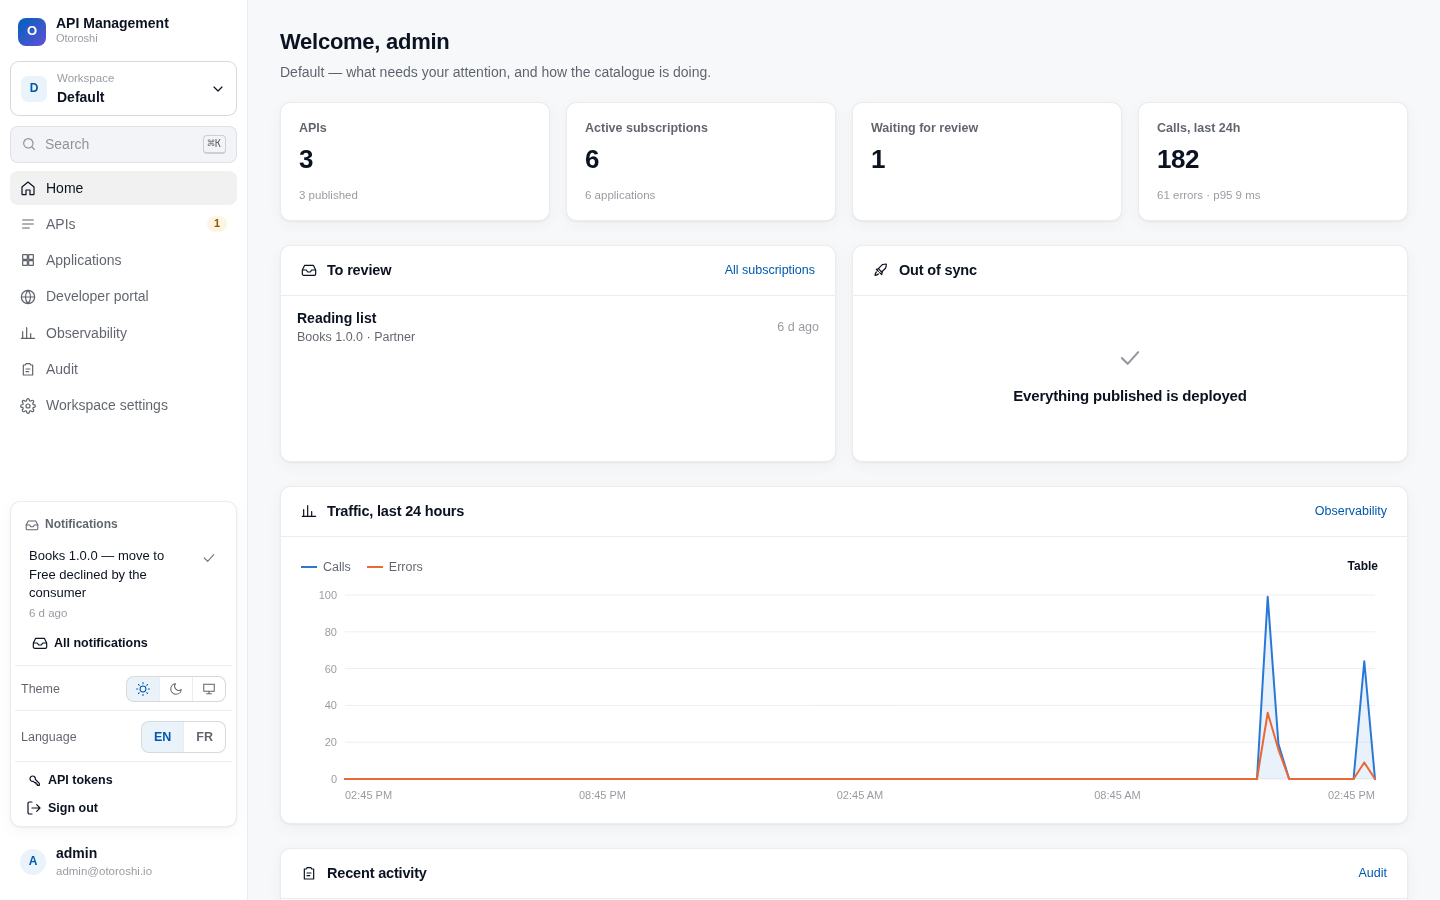 O
API Management
Otoroshi
D
Workspace
Default
Search
⌘K
Home
APIs
1
Applications
Developer portal
Observability
Audit
Workspace settings
Notifications
Books 1.0.0 — move to
Free declined by the
consumer
6 d ago
All notifications
Theme
Language
EN
FR
API tokens
Sign out
A
admin
admin@otoroshi.io
Welcome, admin
Default — what needs your attention, and how the catalogue is doing.
APIs
3
3 published
Active subscriptions
6
6 applications
Waiting for review
1
Calls, last 24h
182
61 errors · p95 9 ms
To review
All subscriptions
Reading list
Books 1.0.0 · Partner
6 d ago
Out of sync
Everything published is deployed
Traffic, last 24 hours
Observability
Calls
Errors
Table
100
80
60
40
20
0
02:45 PM
08:45 PM
02:45 AM
08:45 AM
02:45 PM
Recent activity
Audit